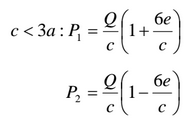 c < 3a : P₁ = Q/c (1 + 6e/c)
P₂ = Q/c (1 − 6e/c)